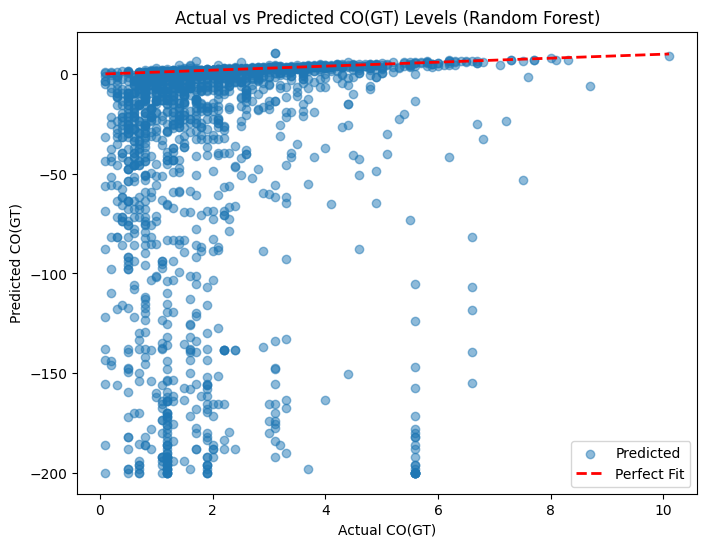 Actual vs Predicted CO(GT) Levels (Random Forest)
Predicted CO(GT)
0
−50
−100
−150
−200
0
2
4
6
8
10
Actual CO(GT)
Predicted
Perfect Fit